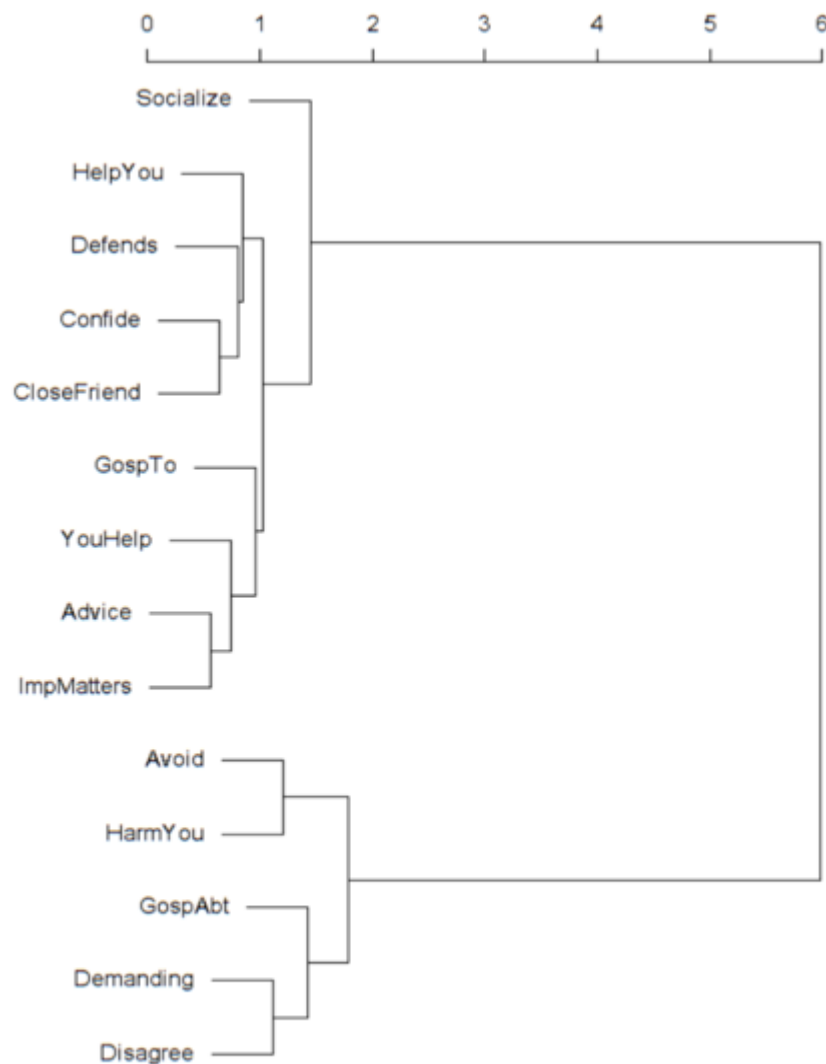 0 1 2 3 4 5 6
Socialize
HelpYou
Defends
Confide
CloseFriend
GospTo
YouHelp
Advice
ImpMatters
Avoid
HarmYou
GospAbt
Demanding
Disagree